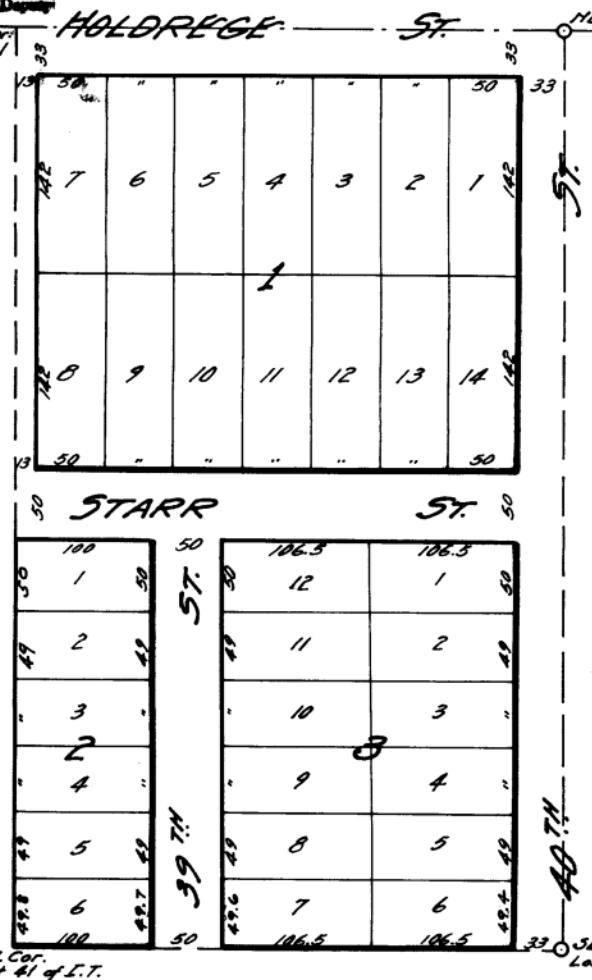 HOLDREGE ST.
33 33
13 50 " " " " " 50 33
142 7 6 5 4 3 2 1 142 ST.
1
142 8 9 10 11 12 13 14 142
13 50 " " " " " 50
50 STARR ST. 50
100 50 106.5 106.5
50 1 50 ST. 50 12 1 50
49 2 49 49 11 2 49
" 3 " " 10 3 "
2 3
" 4 " " 9 4 "
49 5 49 39TH 49 8 5 49 40TH
49.8 6 49.7 49.6 7 6 49.4
100 50 106.5 106.5 33
Cor.
41 of I.T.